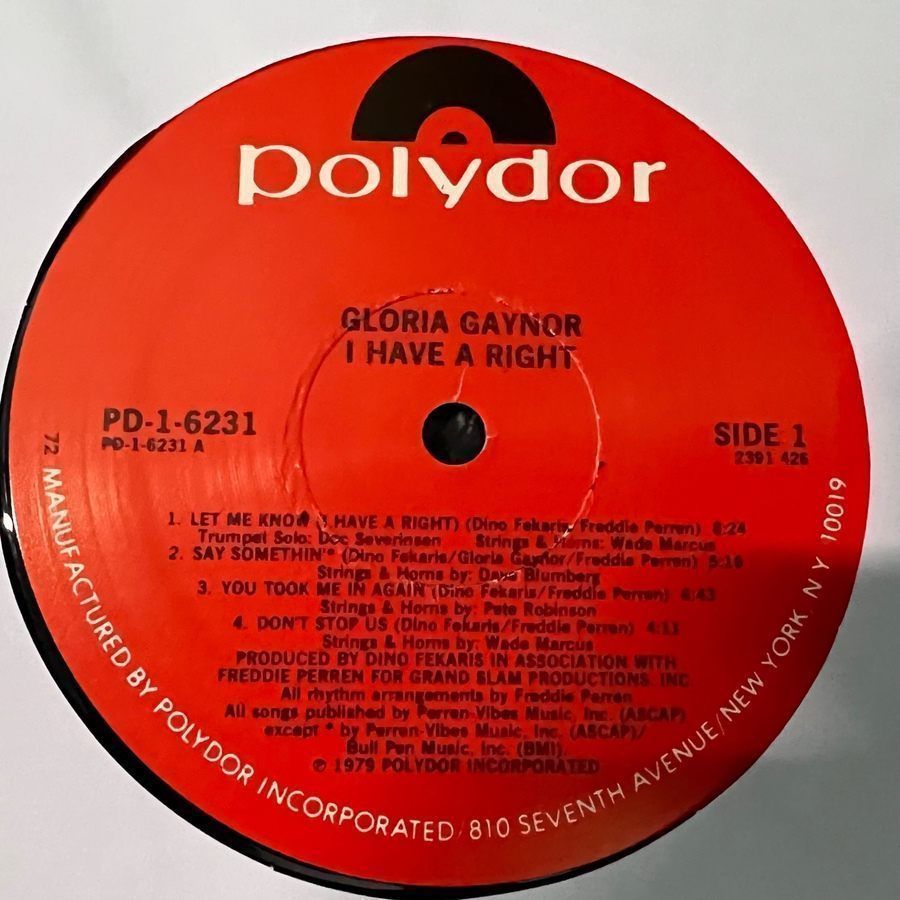 polydor
GLORIA GAYNOR
I HAVE A RIGHT
PD-1-6231
PD-1-6231 A
SIDE 1
2391 426
1. LET ME KNOW (I HAVE A RIGHT) (Dino Fekaris/Freddie Perren) 8:24
Trumpet Solo: Doc Severinsen Strings & Horns: Wade Marcus
2. SAY SOMETHIN'* (Dino Fekaris/Gloria Gaynor/Freddie Perren) 5:16
Strings & Horns by: Dave Blumberg
3. YOU TOOK ME IN AGAIN (Dino Fekaris/Freddie Perren) 6:43
Strings & Horns by: Pete Robinson
4. DON'T STOP US (Dino Fekaris/Freddie Perren) 4:13
Strings & Horns by: Wade Marcus
PRODUCED BY DINO FEKARIS IN ASSOCIATION WITH
FREDDIE PERREN FOR GRAND SLAM PRODUCTIONS, INC.
All rhythm arrangements by Freddie Perren
All songs published by Perren-Vibes Music, Inc. (ASCAP)
except * by Perren-Vibes Music, Inc. (ASCAP)/
Bull Pen Music, Inc. (BMI)
℗ 1979 POLYDOR INCORPORATED
72 MANUFACTURED BY POLYDOR INCORPORATED/810 SEVENTH AVENUE/NEW YORK, N Y 10019